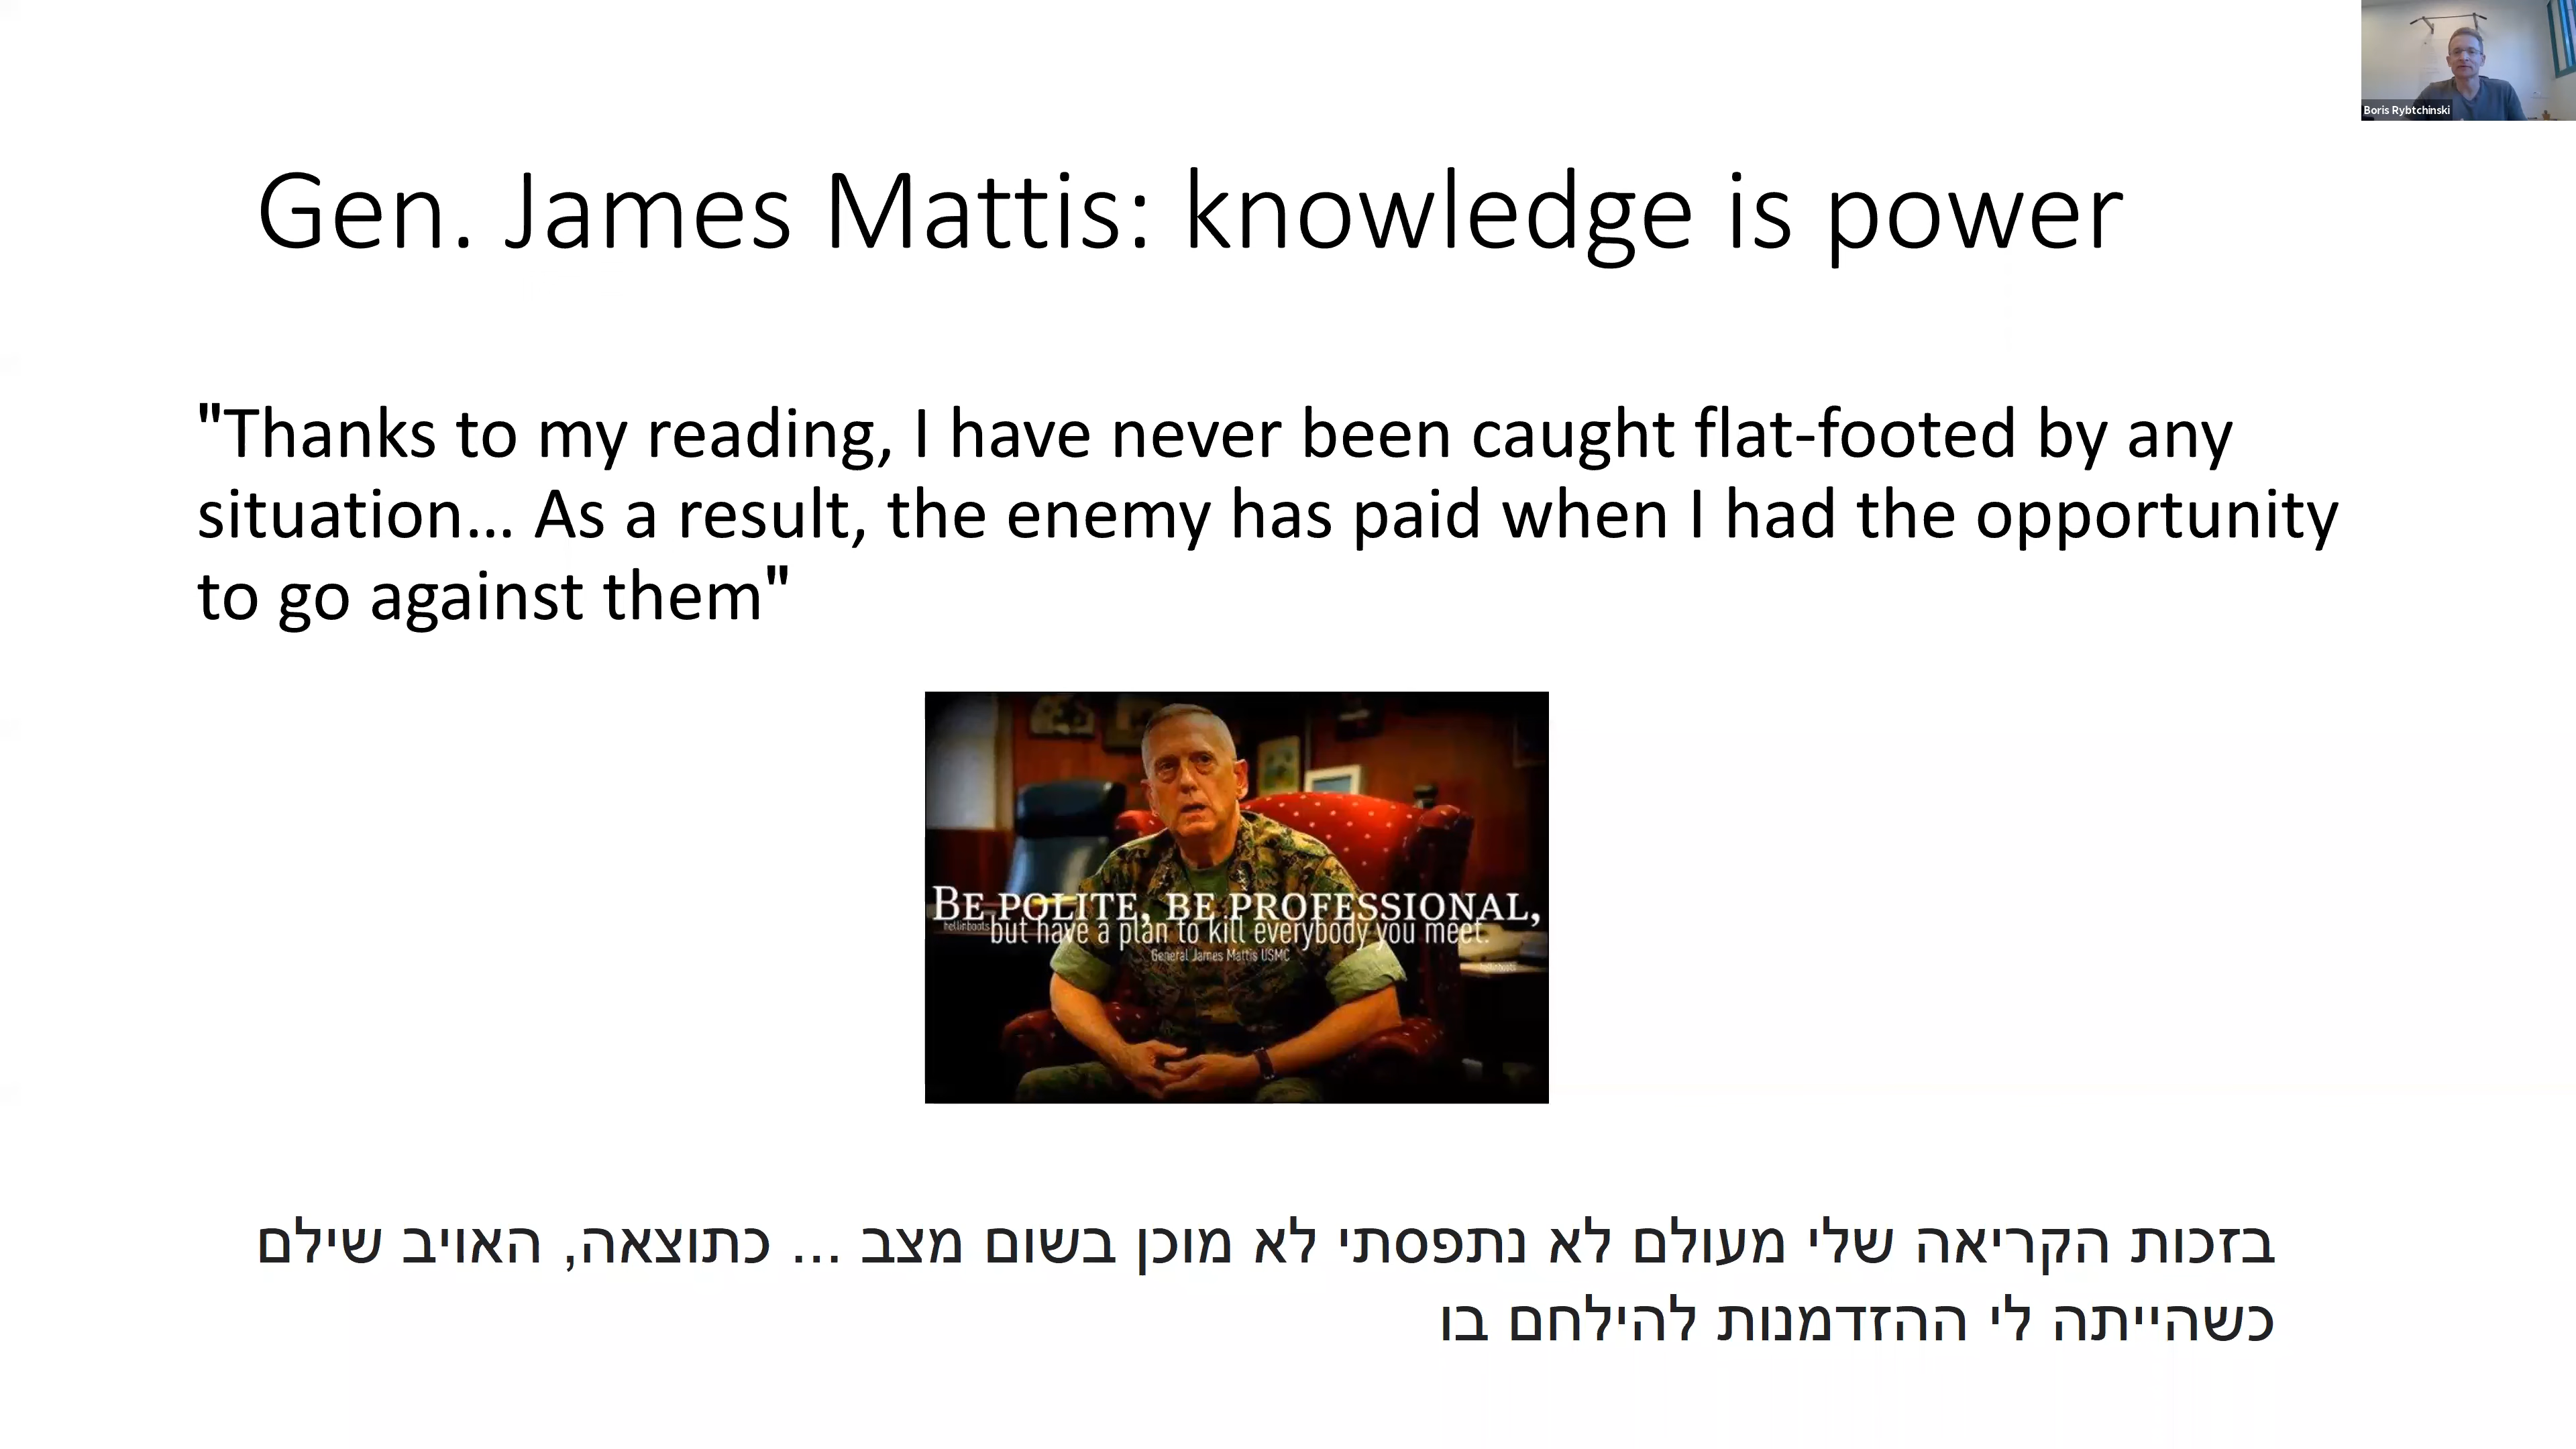 Boris Rybtchinski
Gen. James Mattis: knowledge is power
"Thanks to my reading, I have never been caught flat-footed by any
situation... As a result, the enemy has paid when I had the opportunity
to go against them"
BE POLITE, BE PROFESSIONAL,
hellinboots
but have a plan to kill everybody you meet.
General James Mattis USMC
בזכות הקריאה שלי מעולם לא נתפסתי לא מוכן בשום מצב ... כתוצאה, האויב שילם
כשהייתה לי ההזדמנות להילחם בו